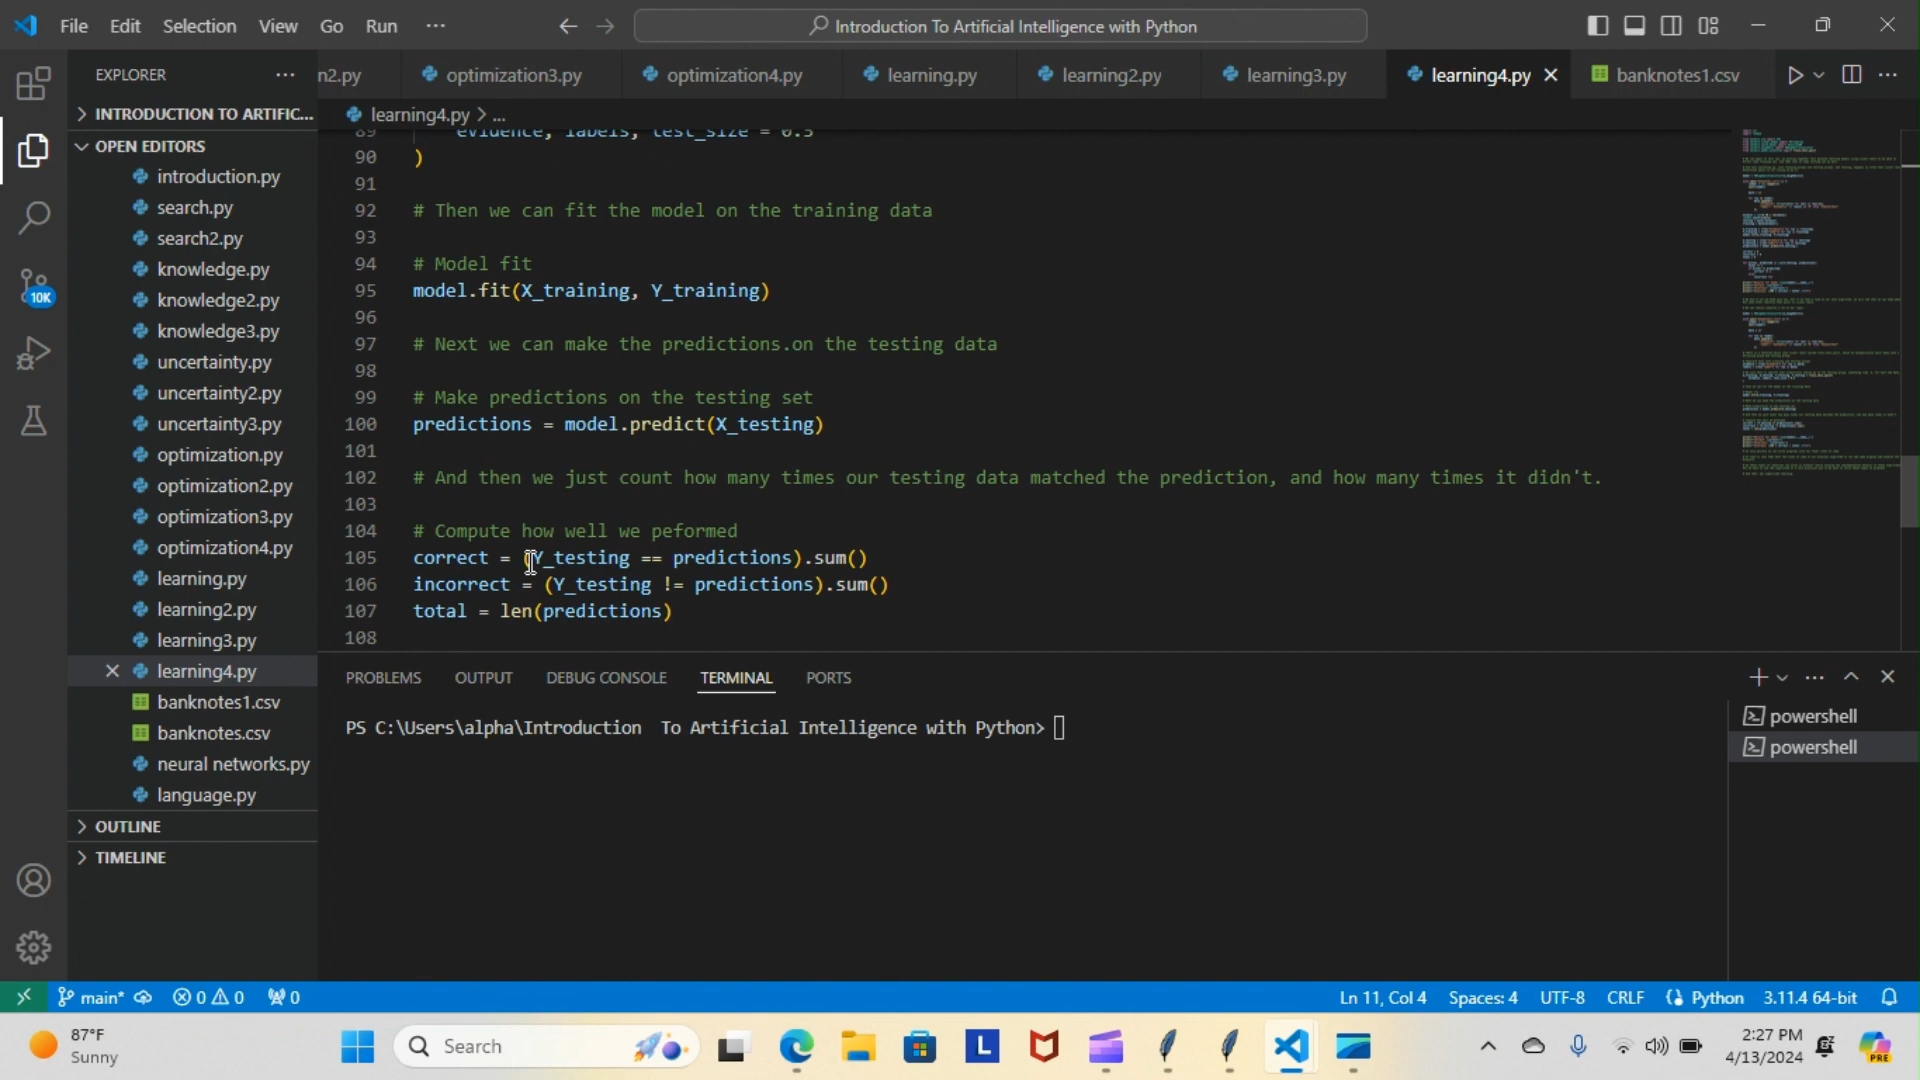 File Edit Selection View Go Run ··· Introduction To Artificial Intelligence with Python
EXPLORER ···
INTRODUCTION TO ARTIFIC...
OPEN EDITORS
introduction.py
search.py
search2.py
knowledge.py
knowledge2.py
knowledge3.py
uncertainty.py
uncertainty2.py
uncertainty3.py
optimization.py
optimization2.py
optimization3.py
optimization4.py
learning.py
learning2.py
learning3.py
learning4.py
banknotes1.csv
banknotes.csv
neural networks.py
language.py
OUTLINE
TIMELINE
10K
n2.py optimization3.py optimization4.py learning.py learning2.py learning3.py learning4.py banknotes1.csv
learning4.py > ...
89 evidence, labels, test_size = 0.5
90 )
91
92 # Then we can fit the model on the training data
93
94 # Model fit
95 model.fit(X_training, Y_training)
96
97 # Next we can make the predictions.on the testing data
98
99 # Make predictions on the testing set
100 predictions = model.predict(X_testing)
101
102 # And then we just count how many times our testing data matched the prediction, and how many times it didn't.
103
104 # Compute how well we peformed
105 correct = (Y_testing == predictions).sum()
106 incorrect = (Y_testing != predictions).sum()
107 total = len(predictions)
108
PROBLEMS OUTPUT DEBUG CONSOLE TERMINAL PORTS
PS C:\Users\alpha\Introduction  To Artificial Intelligence with Python>
powershell
powershell
main* 0 0 0 Ln 11, Col 4 Spaces: 4 UTF-8 CRLF Python 3.11.4 64-bit
87°F
Sunny
Search
L
PRE
2:27 PM
4/13/2024